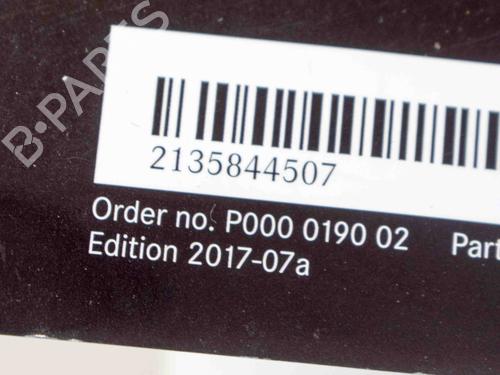 B-PARTS
2135844507
Order no. P000 0190 02 Part
Edition 2017-07a